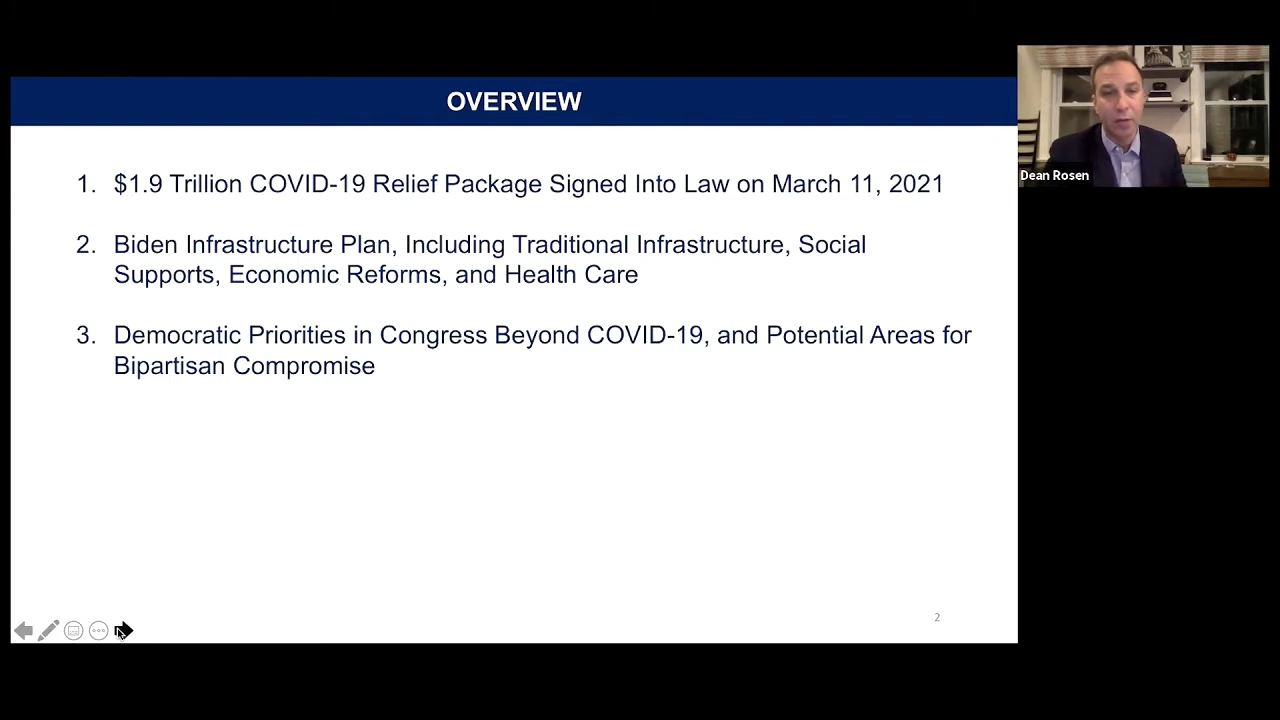 OVERVIEW
1. $1.9 Trillion COVID-19 Relief Package Signed Into Law on March 11, 2021
2. Biden Infrastructure Plan, Including Traditional Infrastructure, Social
Supports, Economic Reforms, and Health Care
3. Democratic Priorities in Congress Beyond COVID-19, and Potential Areas for
Bipartisan Compromise
2
Dean Rosen